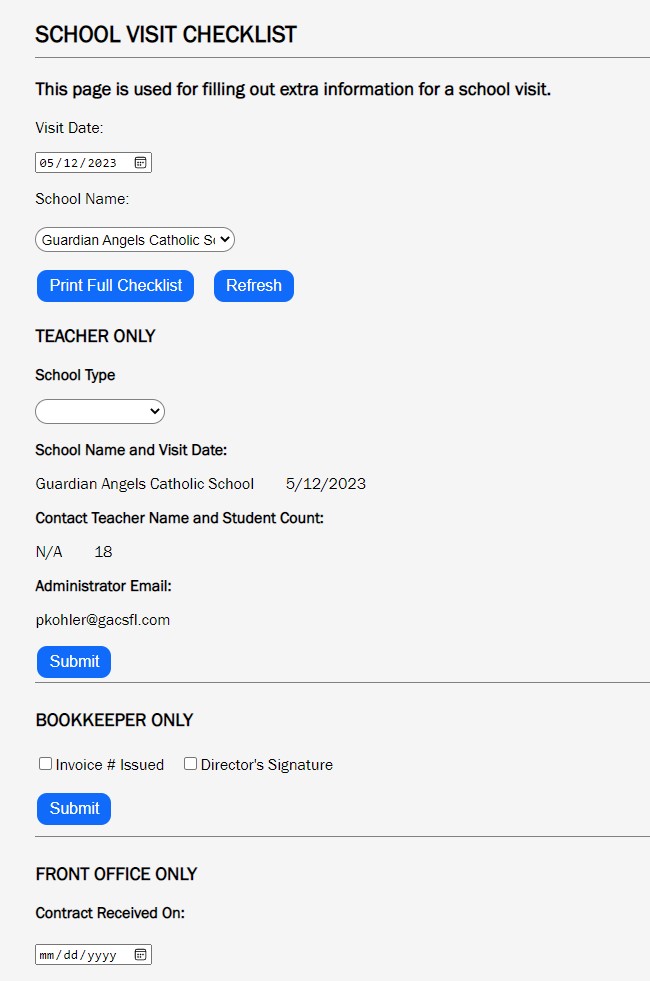 SCHOOL VISIT CHECKLIST
This page is used for filling out extra information for a school visit.
Visit Date:
05/12/2023
School Name:
Guardian Angels Catholic
Print Full Checklist Refresh
TEACHER ONLY
School Type
School Name and Visit Date:
Guardian Angels Catholic School 5/12/2023
Contact Teacher Name and Student Count:
N/A 18
Administrator Email:
pkohler@gacsfl.com
Submit
BOOKKEEPER ONLY
Invoice # Issued Director's Signature
Submit
FRONT OFFICE ONLY
Contract Received On:
mm/dd/yyyy